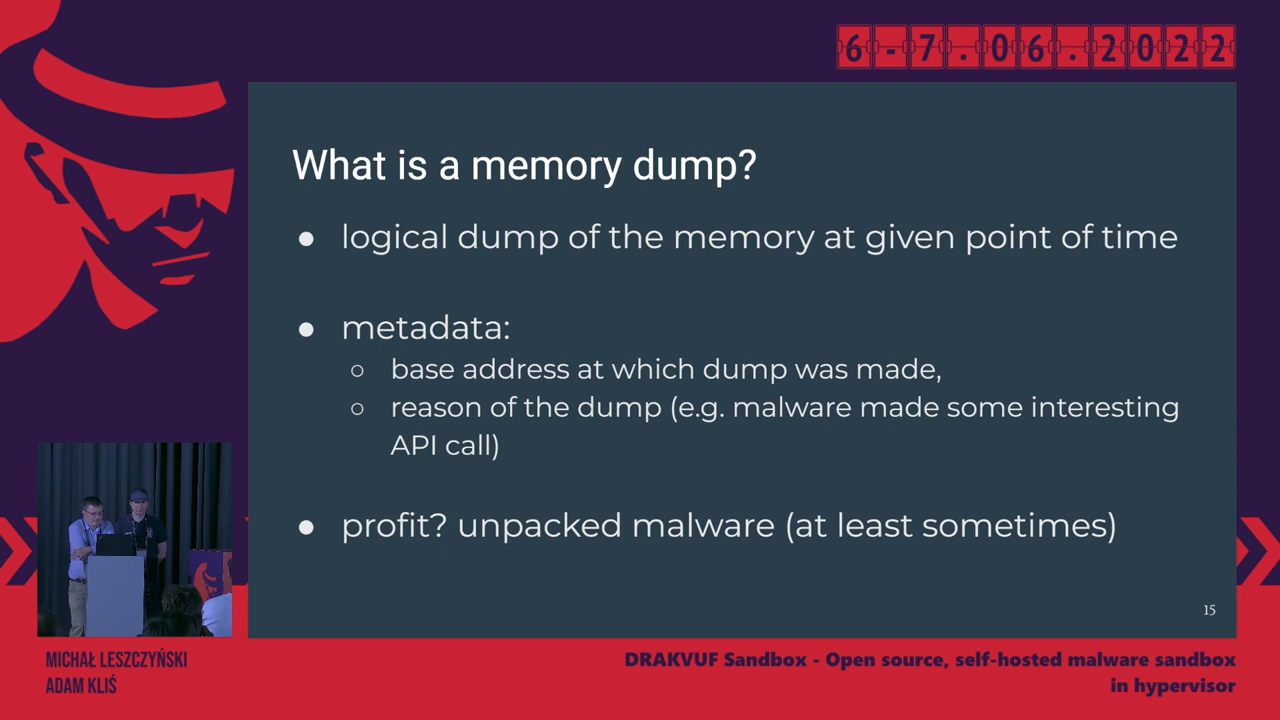 6-7.06.2022
What is a memory dump?
● logical dump of the memory at given point of time
● metadata:
○ base address at which dump was made,
○ reason of the dump (e.g. malware made some interesting
API call)
● profit? unpacked malware (at least sometimes)
15
MICHAŁ LESZCZYŃSKI
ADAM KLIŚ
DRAKVUF Sandbox - Open source, self-hosted malware sandbox
in hypervisor